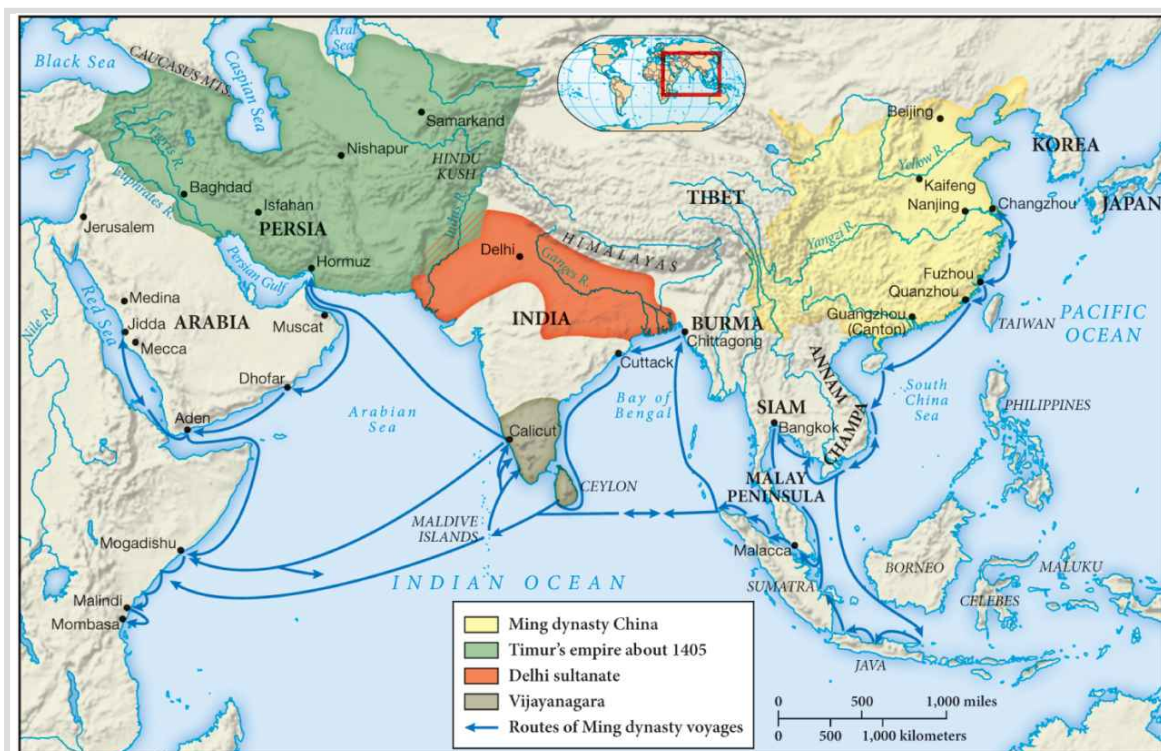 Black Sea
CAUCASUS MTS.
Caspian Sea
Aral
Sea
Samarkand
Nishapur
HINDU
KUSH
Tigris R.
Euphrates R.
Baghdad
Isfahan
PERSIA
Jerusalem
Hormuz
Persian Gulf
Indus R.
Delhi
HIMALAYAS
Ganges R.
TIBET
Beijing
KOREA
Yellow R.
Kaifeng
Nanjing
Changzhou
JAPAN
Yangzi R.
Fuzhou
Quanzhou
Guangzhou
(Canton)
TAIWAN
PACIFIC
OCEAN
Nile R.
Red Sea
Medina
Jidda
Mecca
ARABIA
Muscat
Dhofar
Aden
Arabian
Sea
INDIA
BURMA
Chittagong
Cuttack
Bay of
Bengal
ANNAM
South
China
Sea
SIAM
Bangkok
CHAMPA
PHILIPPINES
Calicut
CEYLON
MALDIVE
ISLANDS
MALAY
PENINSULA
Malacca
SUMATRA
BORNEO
MALUKU
CELEBES
JAVA
Mogadishu
Malindi
Mombasa
INDIAN OCEAN
Ming dynasty China
Timur's empire about 1405
Delhi sultanate
Vijayanagara
Routes of Ming dynasty voyages
0 500 1,000 miles
0 500 1,000 kilometers